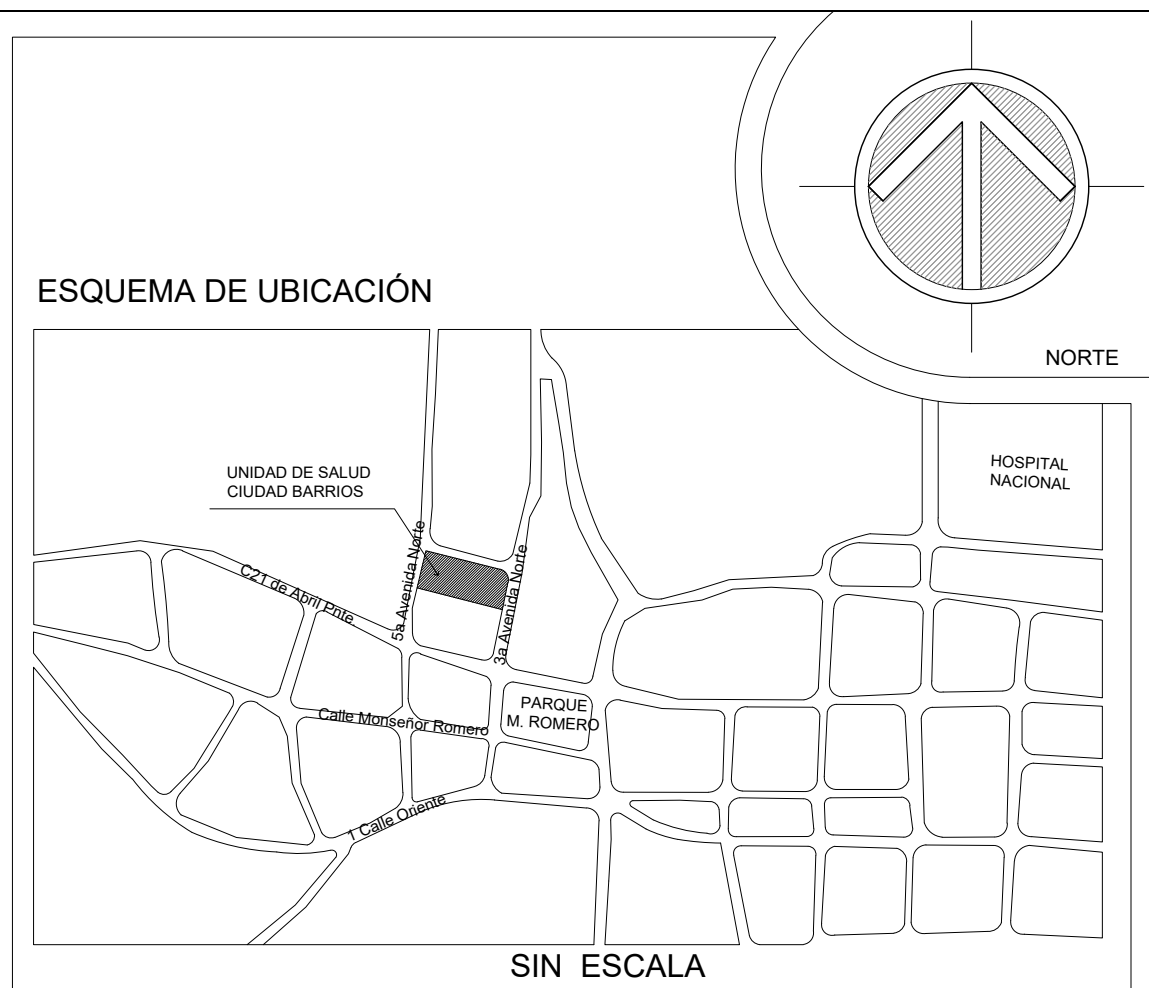 ESQUEMA DE UBICACIÓN
NORTE
UNIDAD DE SALUD
CIUDAD BARRIOS
HOSPITAL
NACIONAL
5a Avenida Norte
3a Avenida Norte
C21 de Abril Pnte.
PARQUE
M. ROMERO
Calle Monseñor Romero
1 Calle Oriente
SIN ESCALA